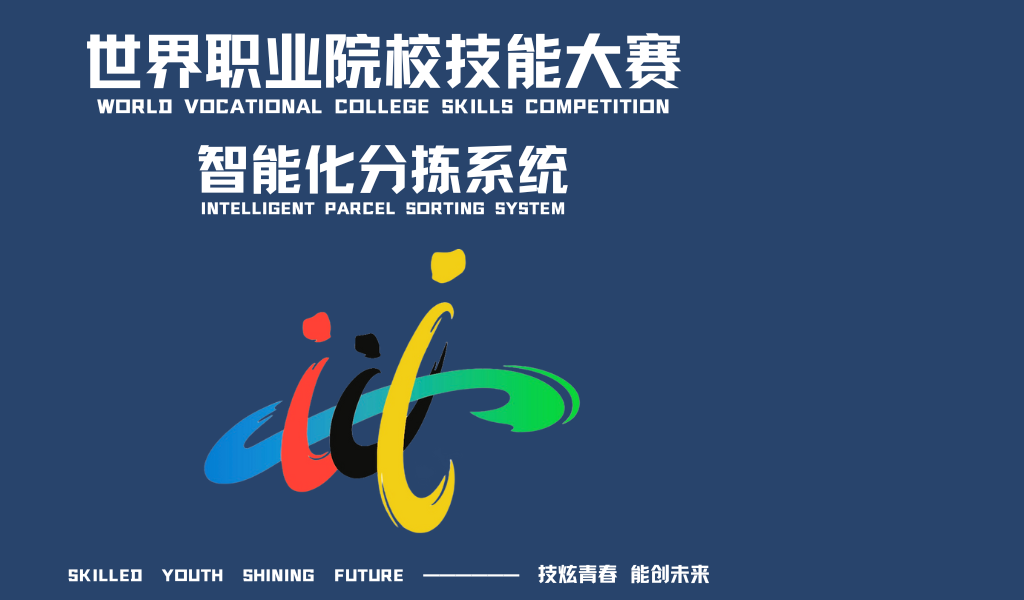 世界职业院校技能大赛
WORLD VOCATIONAL COLLEGE SKILLS COMPETITION
智能化分拣系统
INTELLIGENT PARCEL SORTING SYSTEM
SKILLED YOUTH SHINING FUTURE ——— 技炫青春 能创未来